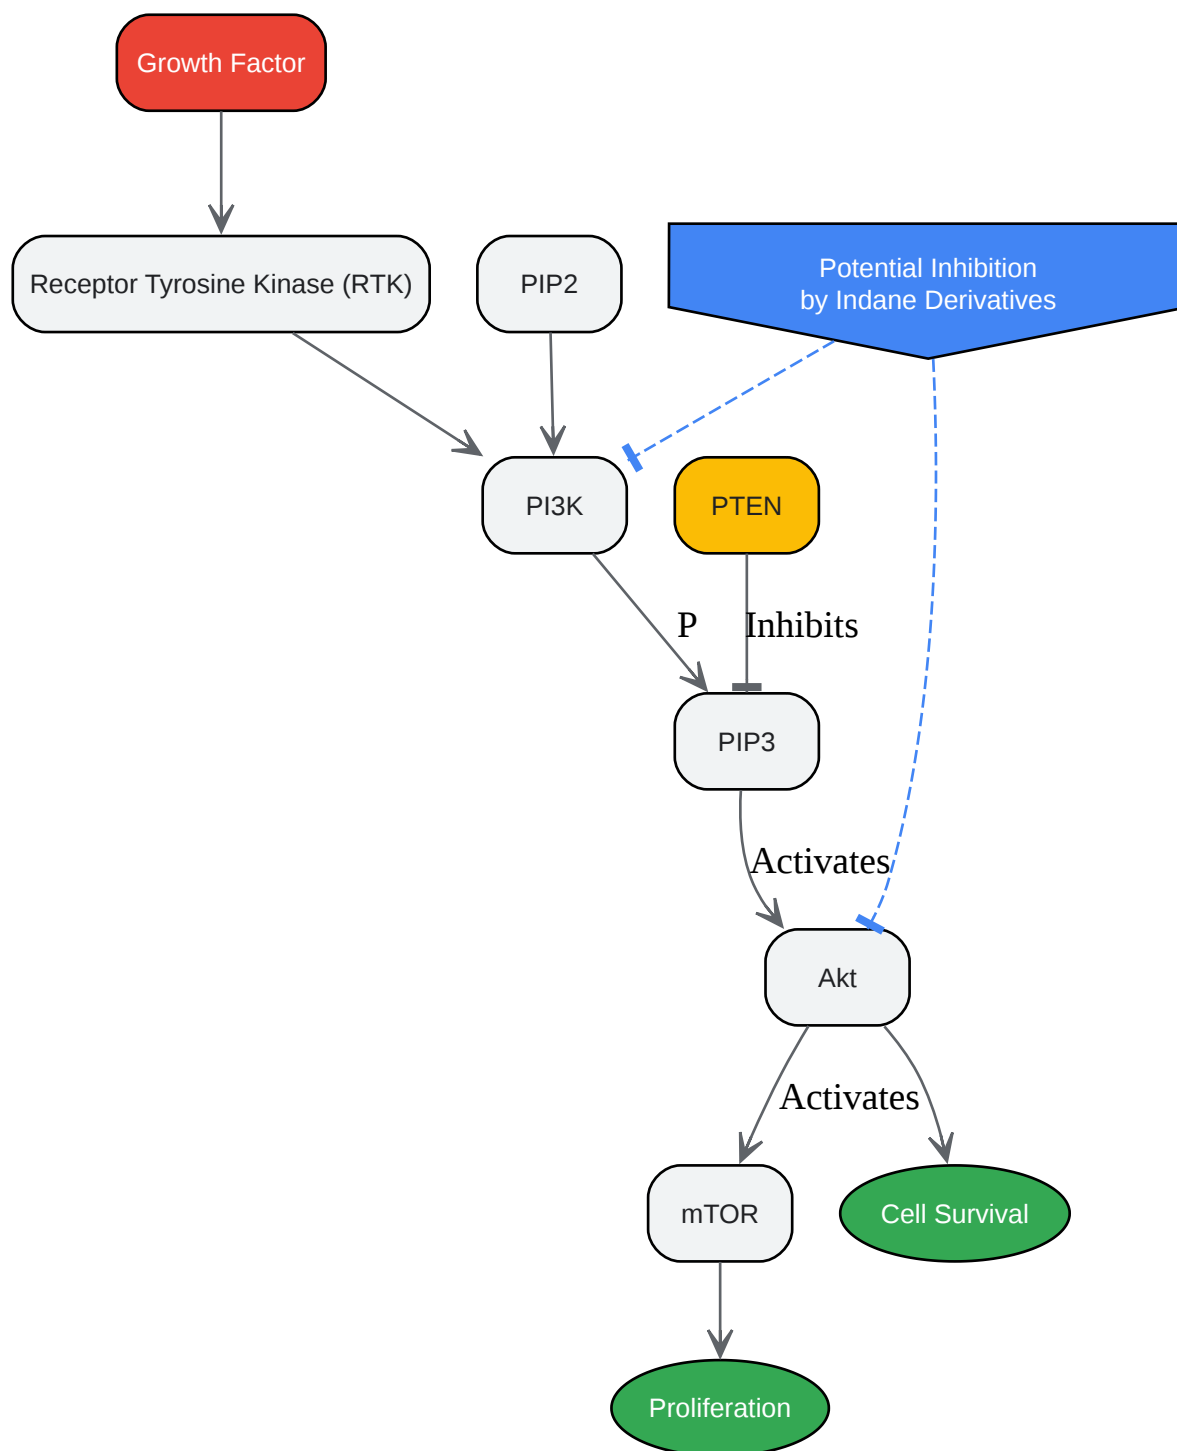 Growth Factor
Receptor Tyrosine Kinase (RTK)
PIP2
Potential Inhibition
by Indane Derivatives
PI3K
PTEN
P
Inhibits
PIP3
Activates
Akt
Activates
mTOR
Cell Survival
Proliferation